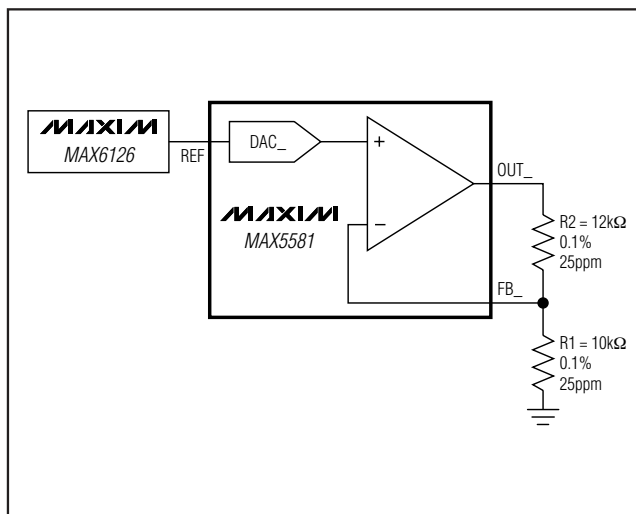 MAXIM
MAX6126
REF
DAC_
+
OUT_
MAXIM
MAX5581
−
R2 = 12kΩ
0.1%
25ppm
FB_
R1 = 10kΩ
0.1%
25ppm